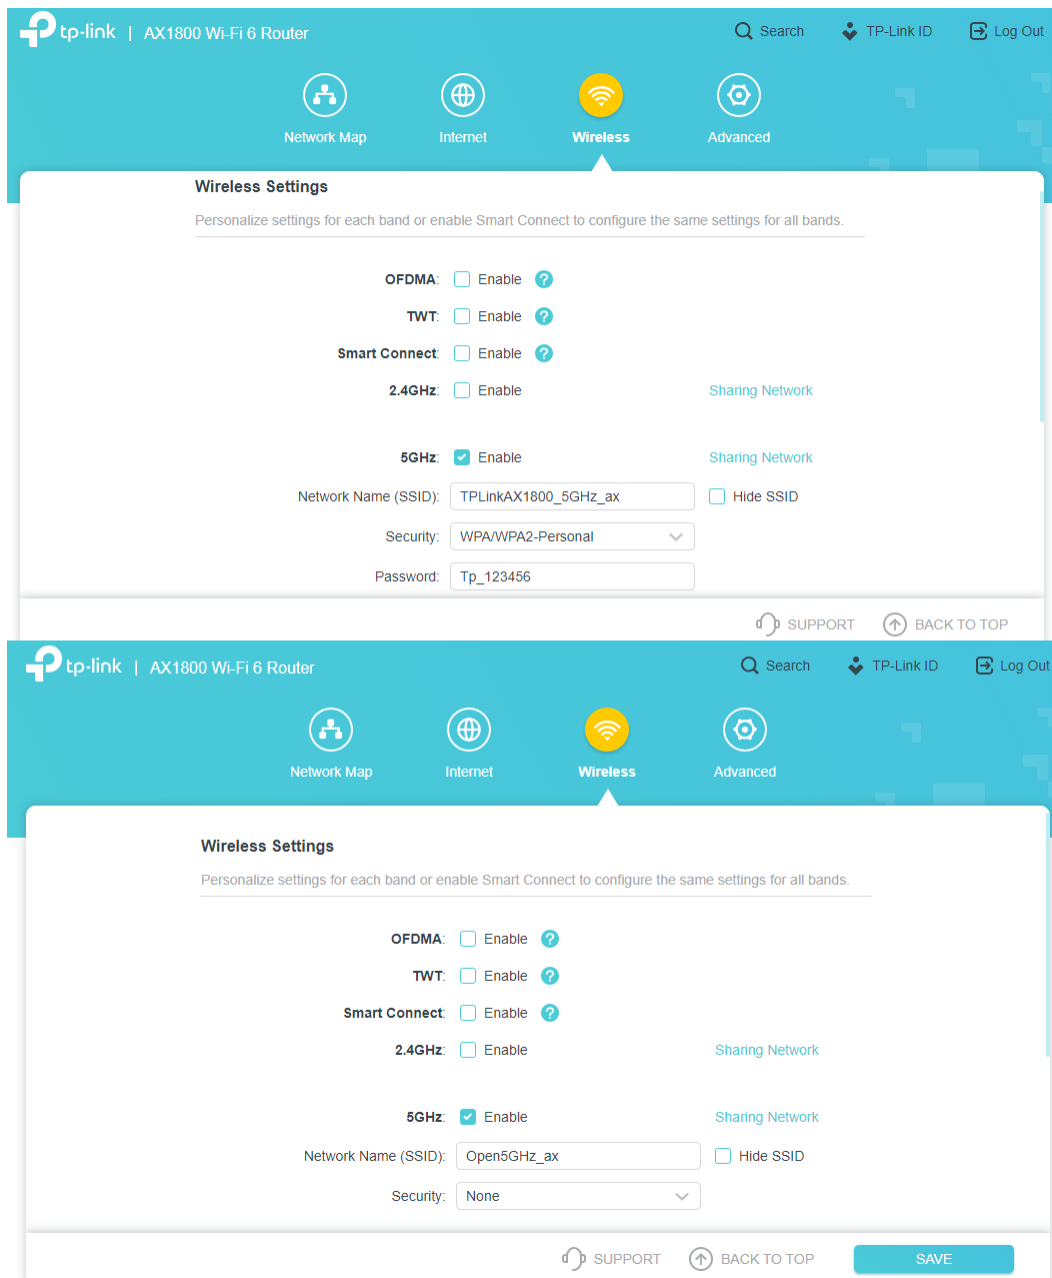 tp-link | AX1800 Wi-Fi 6 Router Search TP-Link ID Log Out
Network Map Internet Wireless Advanced
Wireless Settings
Personalize settings for each band or enable Smart Connect to configure the same settings for all bands.
OFDMA: Enable ?
TWT: Enable ?
Smart Connect: Enable ?
2.4GHz: Enable Sharing Network
5GHz: Enable Sharing Network
Network Name (SSID): TPLinkAX1800_5GHz_ax Hide SSID
Security: WPA/WPA2-Personal
Password: Tp_123456
SUPPORT BACK TO TOP
tp-link | AX1800 Wi-Fi 6 Router Search TP-Link ID Log Out
Network Map Internet Wireless Advanced
Wireless Settings
Personalize settings for each band or enable Smart Connect to configure the same settings for all bands.
OFDMA: Enable ?
TWT: Enable ?
Smart Connect: Enable ?
2.4GHz: Enable Sharing Network
5GHz: Enable Sharing Network
Network Name (SSID): Open5GHz_ax Hide SSID
Security: None
SUPPORT BACK TO TOP SAVE